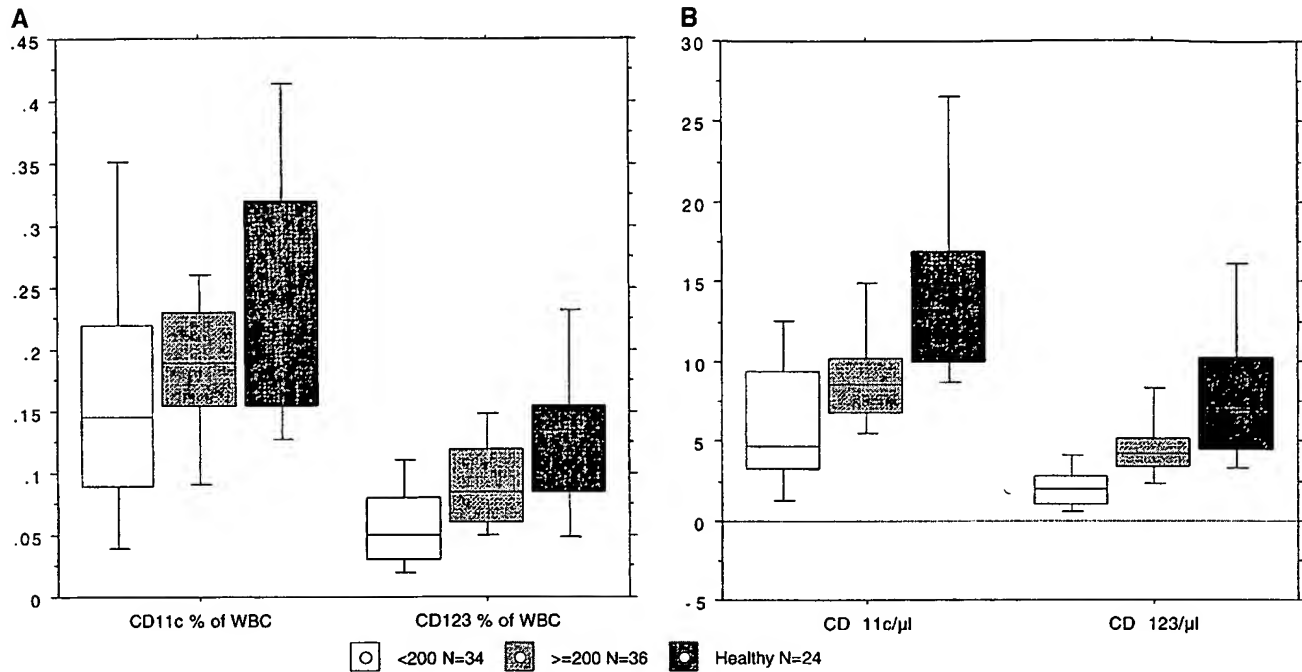 A
.45
.4
.35
.3
.25
.2
.15
.1
.05
0
CD11c % of WBC
CD123 % of WBC
B
30
25
20
15
10
5
0
-5
CD 11c/µl
CD 123/µl
<200 N=34
>=200 N=36
Healthy N=24